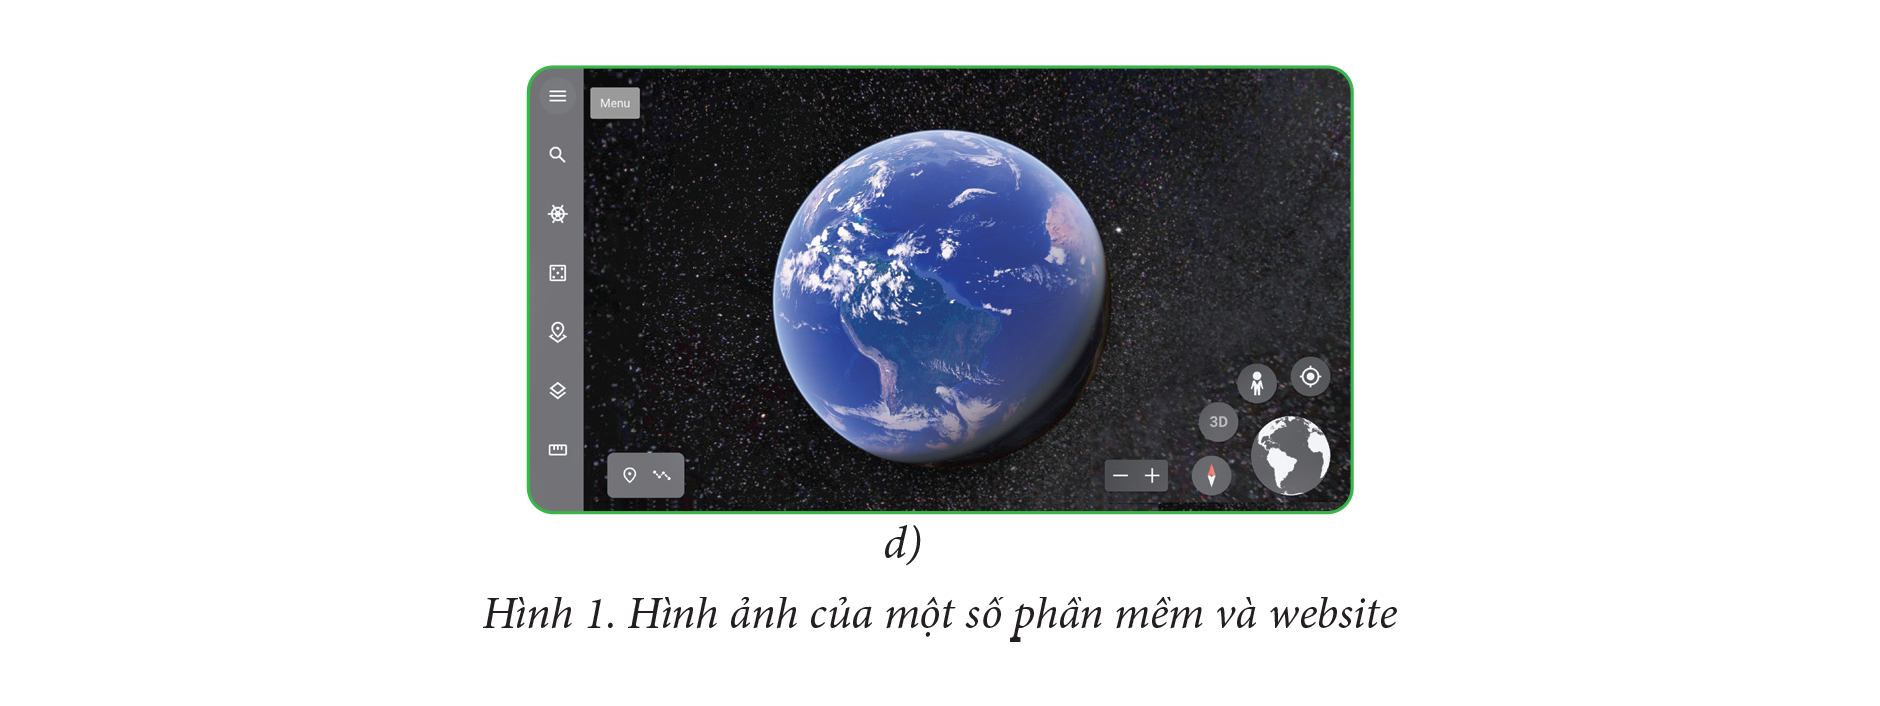 Menu
3D
d)
Hình 1. Hình ảnh của một số phần mềm và website